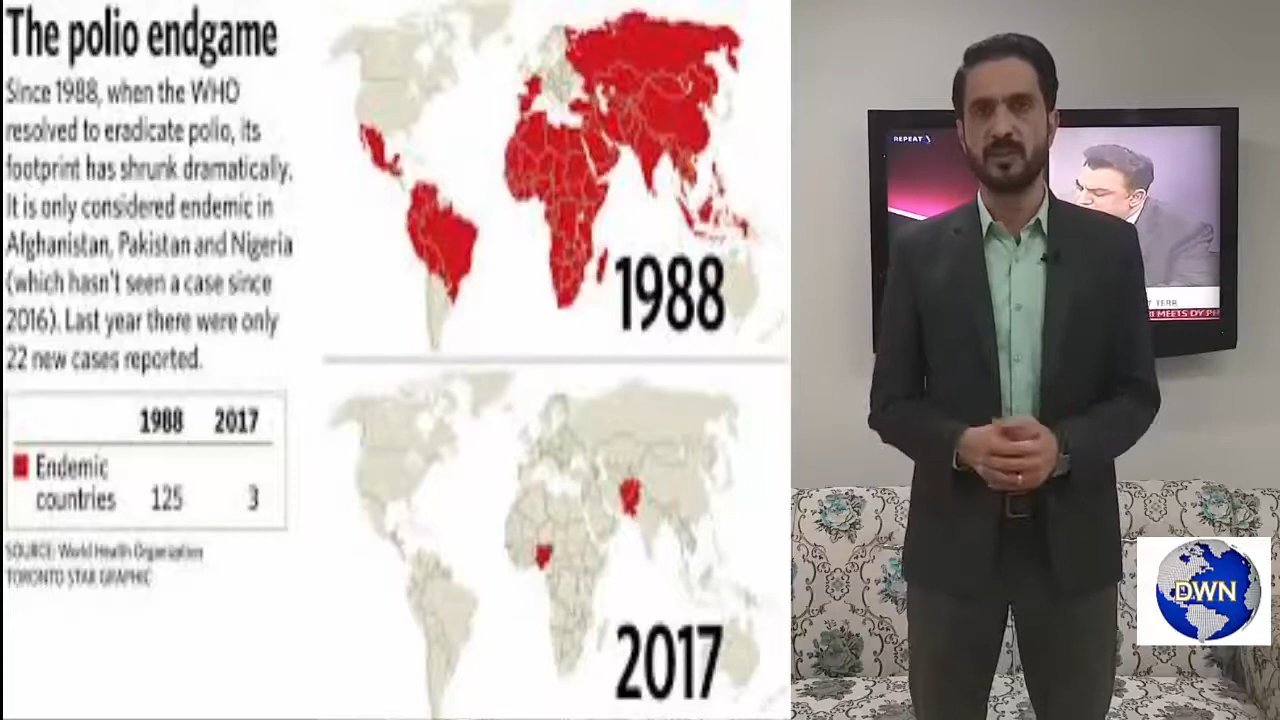 The polio endgame
Since 1988, when the WHO
resolved to eradicate polio, its
footprint has shrunk dramatically.
It is only considered endemic in
Afghanistan, Pakistan and Nigeria
(which hasn't seen a case since
2016). Last year there were only
22 new cases reported.
1988 2017
Endemic
countries 125 3
SOURCE: World Health Organization
TORONTO STAR GRAPHIC
1988
2017
REPEAT
TERR
MEETS DY
DWN